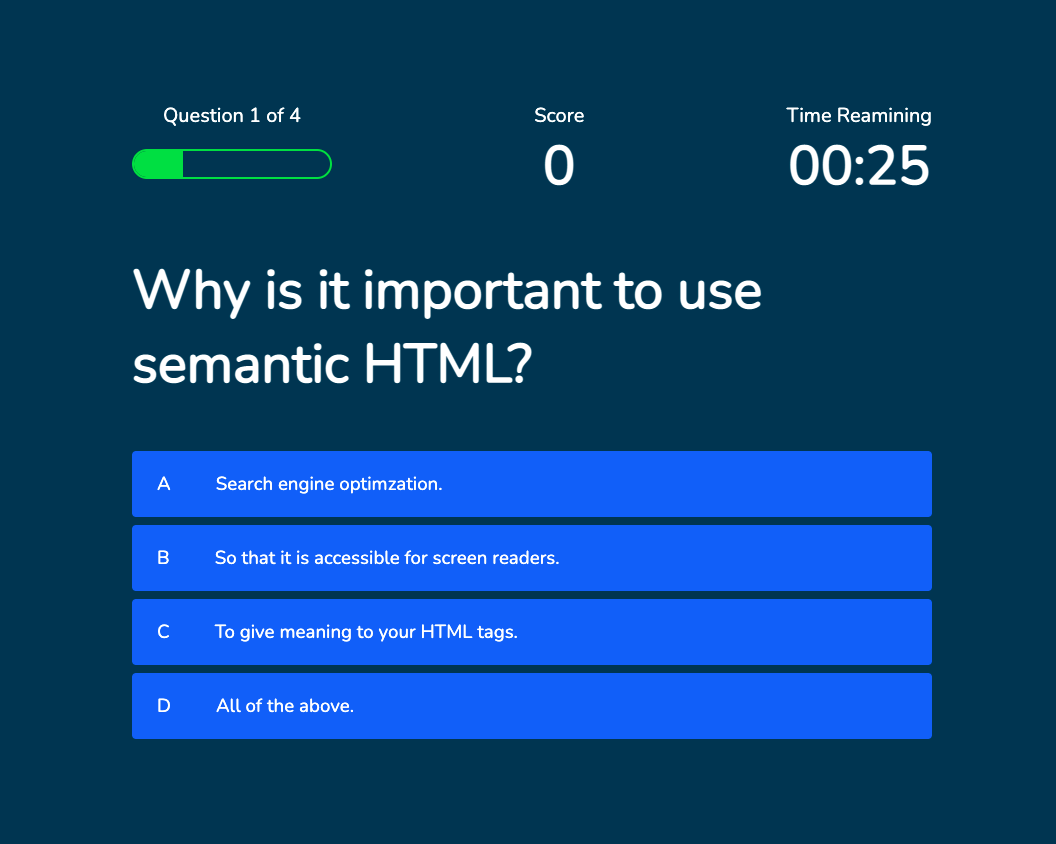 Question 1 of 4
Score
0
Time Reamining
00:25
Why is it important to use
semantic HTML?
A Search engine optimzation.
B So that it is accessible for screen readers.
C To give meaning to your HTML tags.
D All of the above.